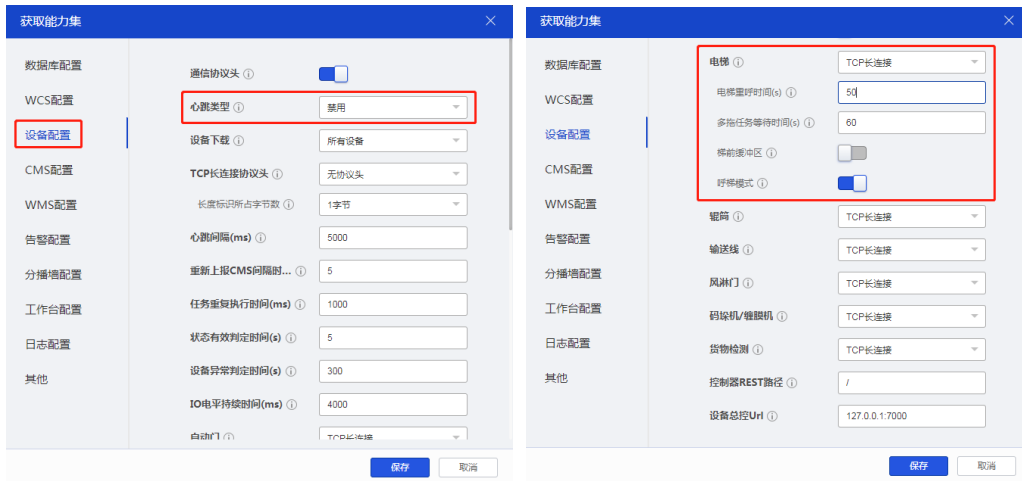 获取能力集
数据库配置
WCS配置
设备配置
CMS配置
WMS配置
告警配置
分播墙配置
工作台配置
日志配置
其他
通信协议头
心跳类型 禁用
设备下载 所有设备
TCP长连接协议头 无协议头
长度标识所占字节数 1字节
心跳间隔(ms) 5000
重新上报CMS间隔时... 5
任务重复执行时间(ms) 1000
状态有效判定时间(s) 5
设备异常判定时间(s) 300
IO电平持续时间(ms) 4000
自动门 TCP长连接
保存 取消
获取能力集
数据库配置
WCS配置
设备配置
CMS配置
WMS配置
告警配置
分播墙配置
工作台配置
日志配置
其他
电梯 TCP长连接
电梯重呼时间(s) 50
多拖任务等待时间(s) 60
梯前缓冲区
呼梯模式
辊筒 TCP长连接
输送线 TCP长连接
风淋门 TCP长连接
码垛机/缠膜机 TCP长连接
货物检测 TCP长连接
控制器REST路径 /
设备总控Url 127.0.0.1:7000
保存 取消